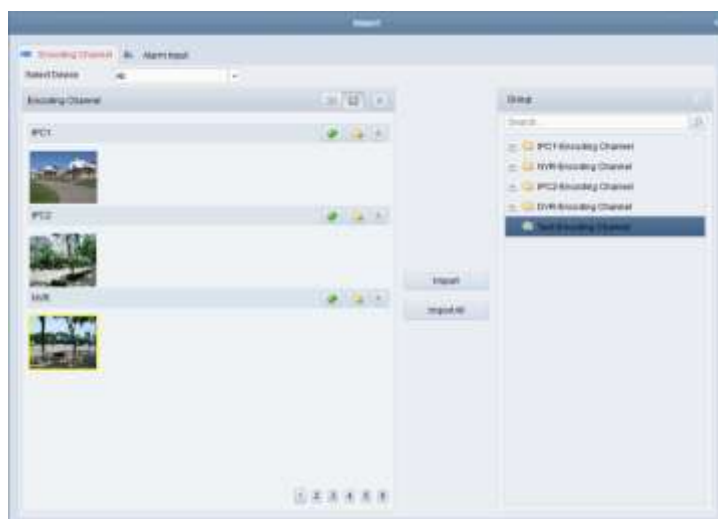 Import
Encoding Channel
Alarm Input
Select Device
All
Encoding Channel
IPC1
IPC2
NVR
Import
Import All
1 2 3 4 5 6
Group
Search...
IPC1-Encoding Channel
NVR-Encoding Channel
IPC2-Encoding Channel
DVR-Encoding Channel
Test-Encoding Channel